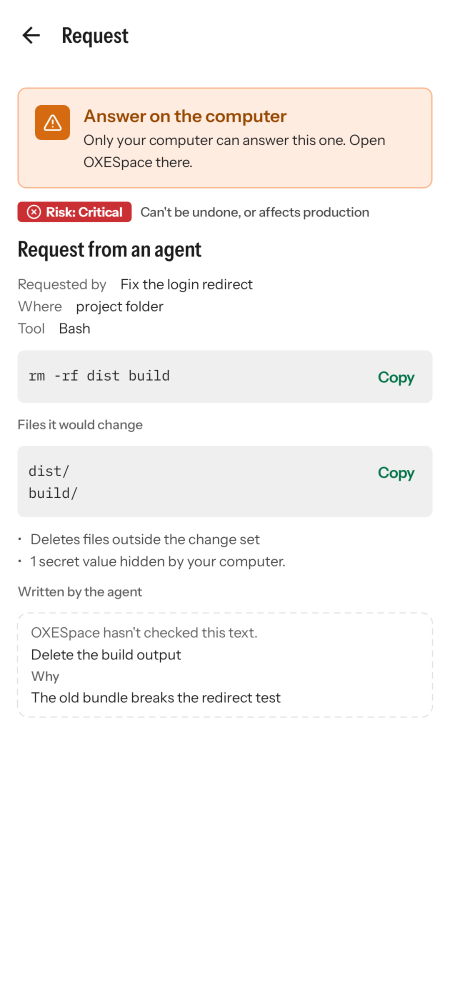 Request
Answer on the computer
Only your computer can answer this one. Open
OXESpace there.
Risk: Critical Can't be undone, or affects production
Request from an agent
Requested by Fix the login redirect
Where project folder
Tool Bash
rm -rf dist build Copy
Files it would change
dist/ Copy
build/
• Deletes files outside the change set
• 1 secret value hidden by your computer.
Written by the agent
OXESpace hasn't checked this text.
Delete the build output
Why
The old bundle breaks the redirect test